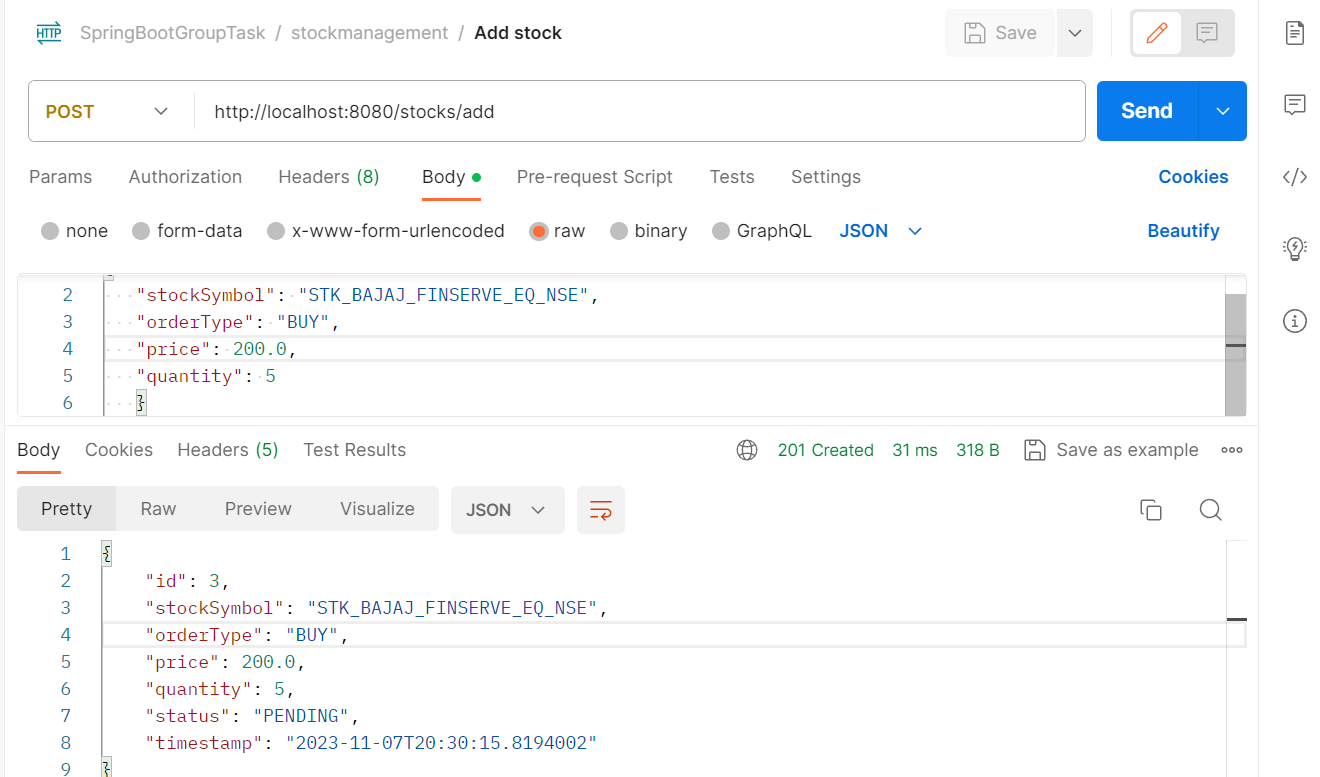 HTTP SpringBootGroupTask / stockmanagement / Add stock Save
POST http://localhost:8080/stocks/add Send
Params Authorization Headers (8) Body Pre-request Script Tests Settings Cookies
none form-data x-www-form-urlencoded raw binary GraphQL JSON Beautify
2 "stockSymbol": "STK_BAJAJ_FINSERVE_EQ_NSE",
3 "orderType": "BUY",
4 "price": 200.0,
5 "quantity": 5
6 }
Body Cookies Headers (5) Test Results 201 Created 31 ms 318 B Save as example
Pretty Raw Preview Visualize JSON
1 {
2 "id": 3,
3 "stockSymbol": "STK_BAJAJ_FINSERVE_EQ_NSE",
4 "orderType": "BUY",
5 "price": 200.0,
6 "quantity": 5,
7 "status": "PENDING",
8 "timestamp": "2023-11-07T20:30:15.8194002"
9 }